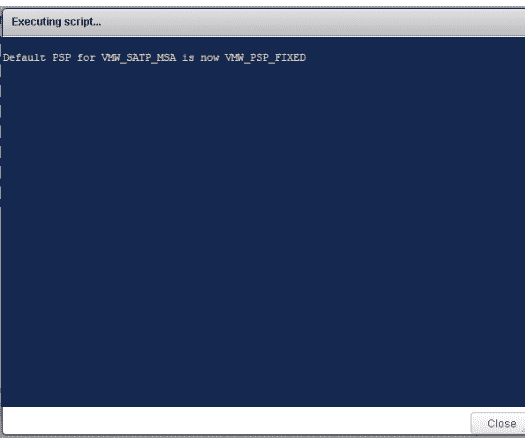 Executing script...
Default PSP for VMW_SATP_MSA is now VMW_PSP_FIXED
Close